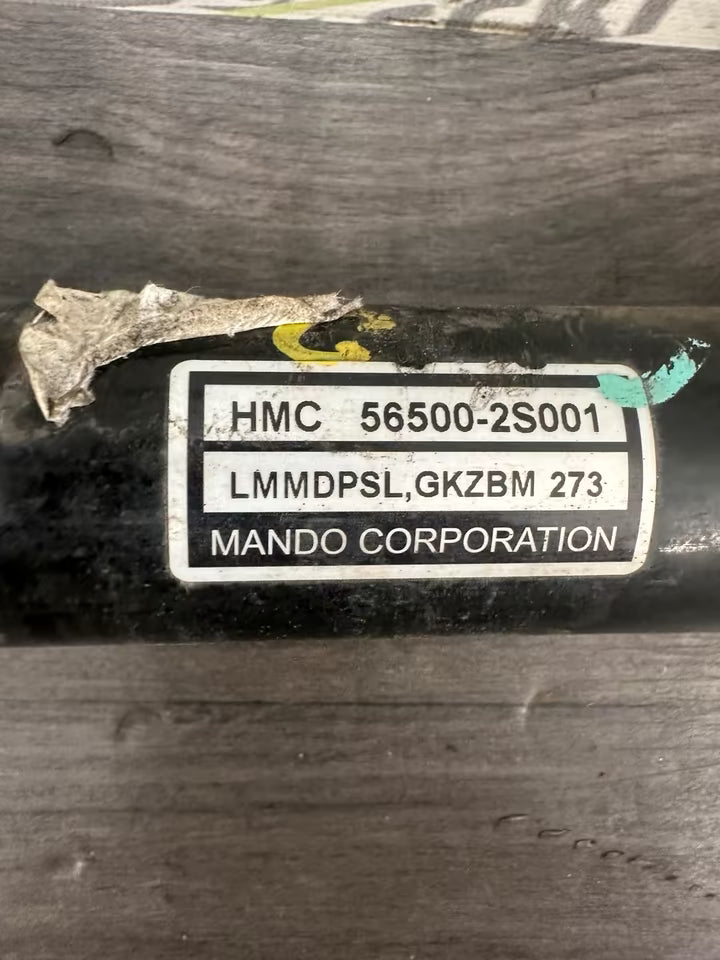 HMC 56500-2S001
LMMDPSL,GKZBM 273
MANDO CORPORATION